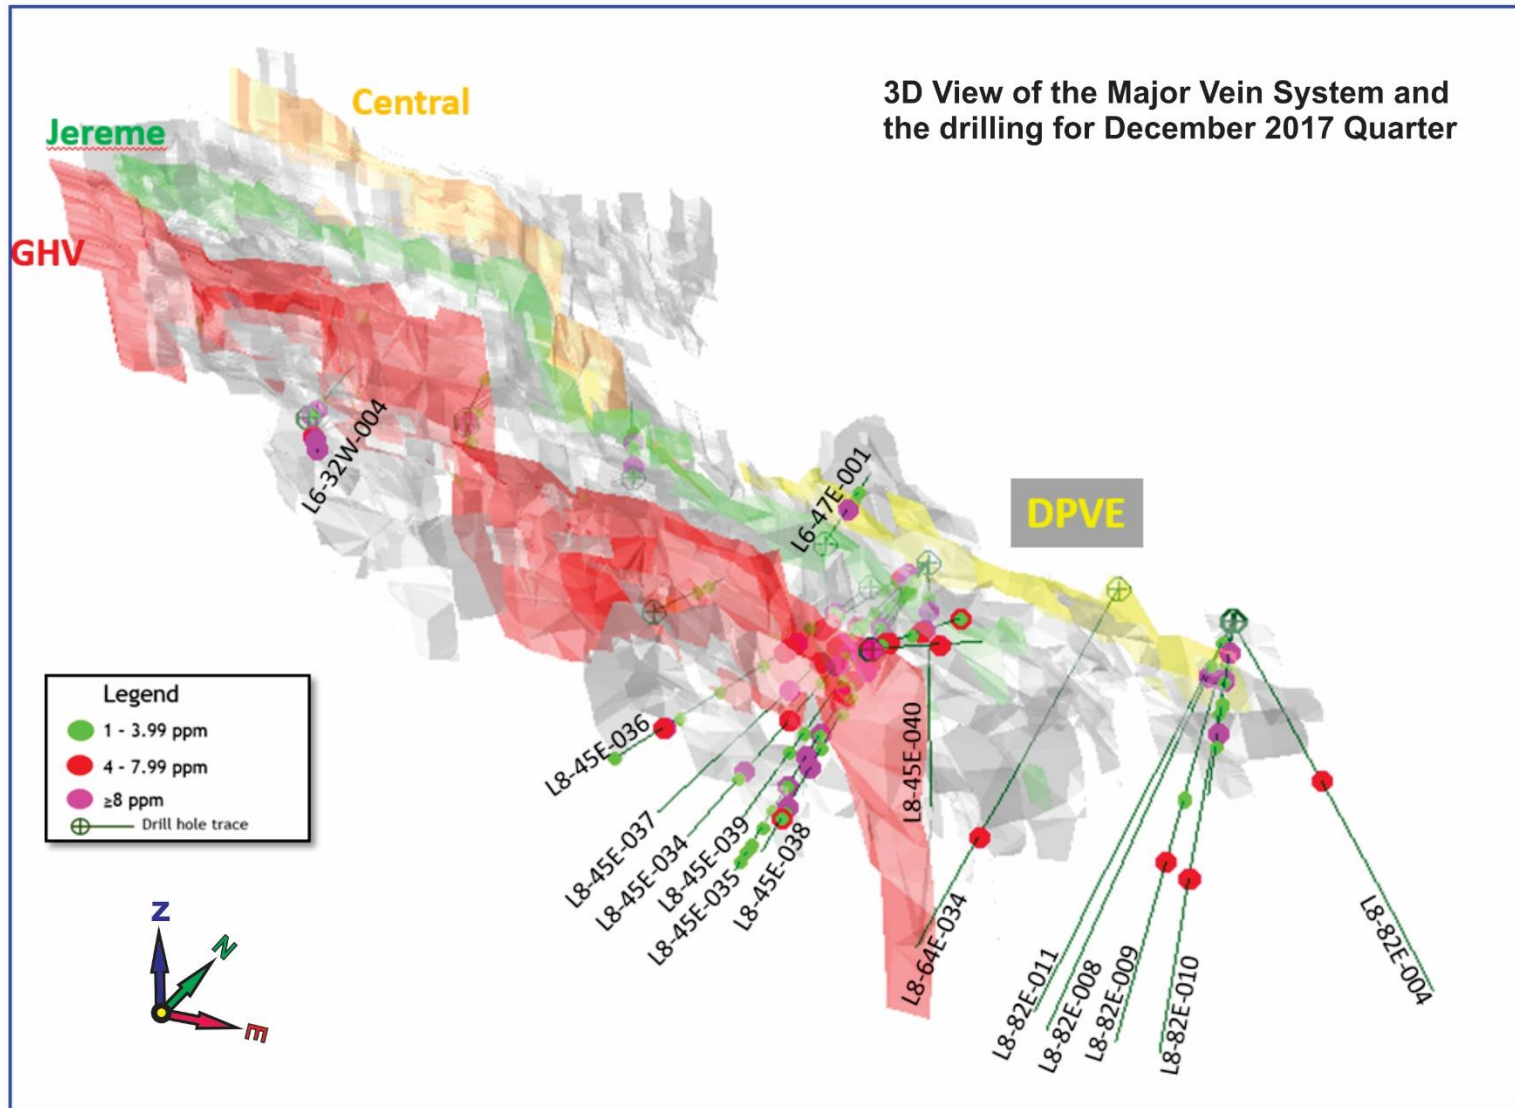 3D View of the Major Vein System and
the drilling for December 2017 Quarter
Central
Jereme
GHV
DPVE
L6-32W-004
L6-47E-001
L8-45E-036
L8-45E-037
L8-45E-034
L8-45E-039
L8-45E-035
L8-45E-038
L8-45E-040
L8-64E-034
L8-82E-011
L8-82E-008
L8-82E-009
L8-82E-010
L8-82E-004
Legend
1 - 3.99 ppm
4 - 7.99 ppm
≥8 ppm
Drill hole trace
Z
N
E